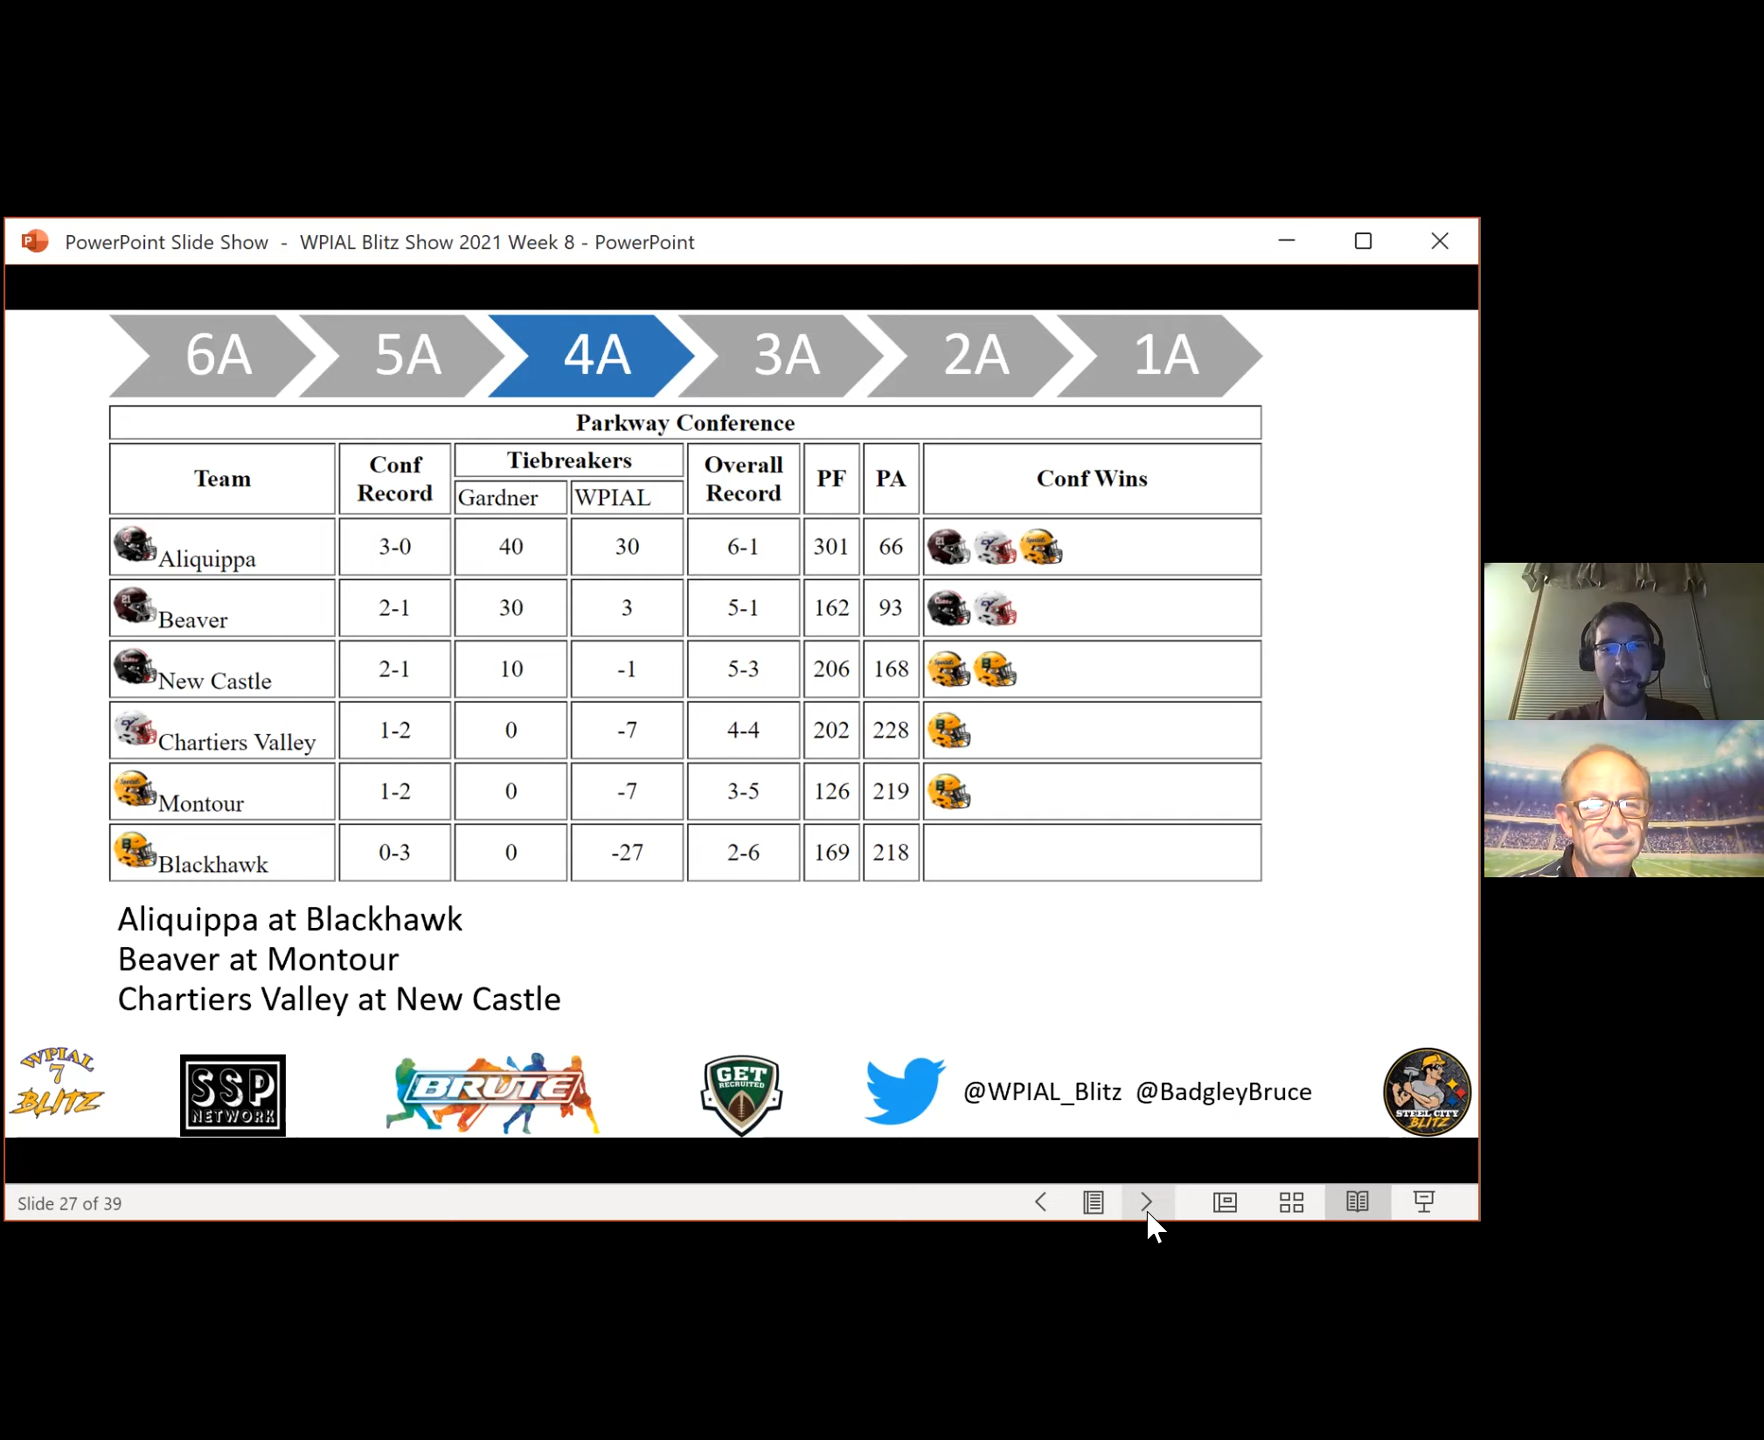 PowerPoint Slide Show - WPIAL Blitz Show 2021 Week 8 - PowerPoint
6A 5A 4A 3A 2A 1A
Parkway Conference
Team Conf Record Tiebreakers Overall Record PF PA Conf Wins
Gardner WPIAL
Aliquippa 3-0 40 30 6-1 301 66
Beaver 2-1 30 3 5-1 162 93
New Castle 2-1 10 -1 5-3 206 168
Chartiers Valley 1-2 0 -7 4-4 202 228
Montour 1-2 0 -7 3-5 126 219
Blackhawk 0-3 0 -27 2-6 169 218
Aliquippa at Blackhawk
Beaver at Montour
Chartiers Valley at New Castle
WPIAL
7
BLITZ
SSP
NETWORK
BRUTE
GET
RECRUITED
@WPIAL_Blitz @BadgleyBruce
STEEL CITY
BLITZ
Slide 27 of 39